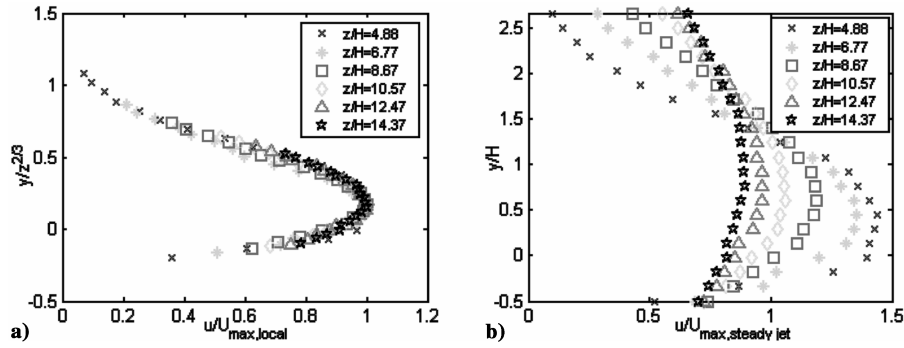 1.5
1
0.5
0
-0.5
y/z^2/3
0
0.2
0.4
0.6
0.8
1
1.2
u/U_max,local
z/H=4.88
z/H=6.77
z/H=8.67
z/H=10.57
z/H=12.47
z/H=14.37
a)
2.5
2
1.5
1
0.5
0
-0.5
y/H
0
0.5
1
1.5
u/U_max,steady jet
z/H=4.88
z/H=6.77
z/H=8.67
z/H=10.57
z/H=12.47
z/H=14.37
b)